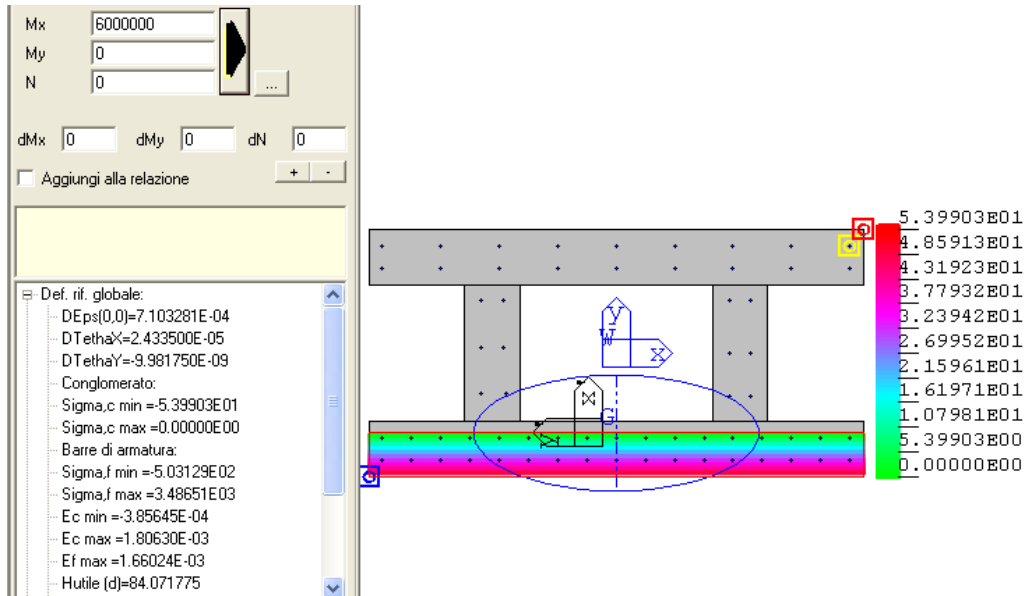 Mx 6000000
My 0
N 0
...
dMx 0 dMy 0 dN 0
Aggiungi alla relazione + -
Def. rif. globale:
DEps(0,0)=7.103281E-04
DTethaX=2.433500E-05
DTethaY=-9.981750E-09
Conglomerato:
Sigma,c min =-5.39903E01
Sigma,c max =0.00000E00
Barre di armatura:
Sigma,f min =-5.03129E02
Sigma,f max =3.48651E03
Ec min =-3.85645E-04
Ec max =1.80630E-03
Ef max =1.66024E-03
Hutile (d)=84.071775
y
W
x
G
5.39903E01
4.85913E01
4.31923E01
3.77932E01
3.23942E01
2.69952E01
2.15961E01
1.61971E01
1.07981E01
5.39903E00
0.00000E00